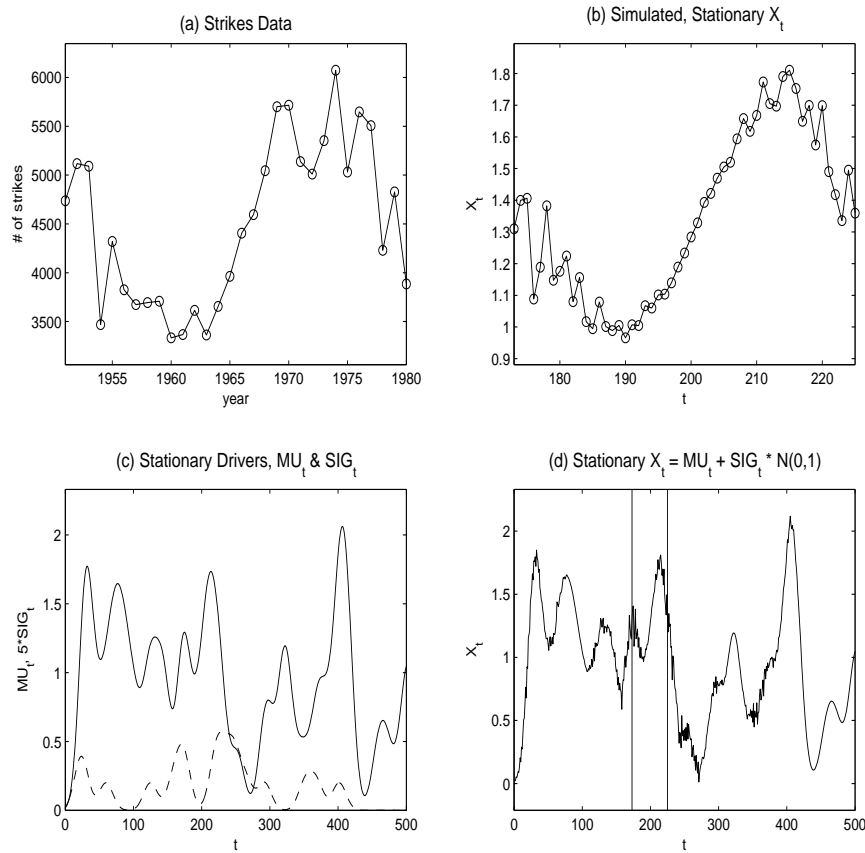 (a) Strikes Data
6000
5500
5000
4500
4000
3500
# of strikes
1955 1960 1965 1970 1975 1980
year
(b) Simulated, Stationary X_t
1.8
1.7
1.6
1.5
1.4
1.3
1.2
1.1
1
0.9
X_t
180 190 200 210 220
t
(c) Stationary Drivers, MU_t & SIG_t
2
1.5
1
0.5
0
MU_t, 5*SIG_t
0 100 200 300 400 500
t
(d) Stationary X_t = MU_t + SIG_t * N(0,1)
2
1.5
1
0.5
0
X_t
0 100 200 300 400 500
t